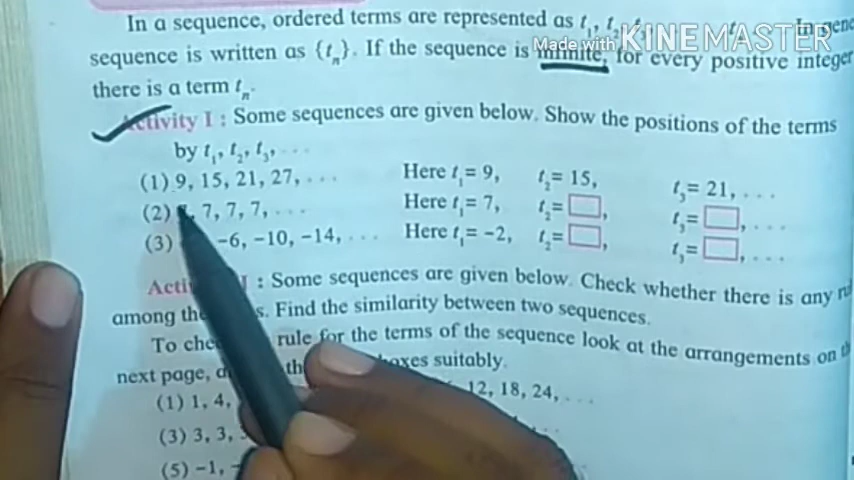 In a sequence, ordered terms are represented as t₁, t₂,
sequence is written as {tₙ}. If the sequence is infinite, for every positive integer
Made with KINEMASTER
there is a term tₙ.
Activity I : Some sequences are given below. Show the positions of the terms
by t₁, t₂, t₃, . . .
(1) 9, 15, 21, 27, . . . Here t₁= 9, t₂= 15, t₃= 21, . . .
(2) 7, 7, 7, . . . Here t₁= 7, t₂= □, t₃= □, . . .
(3) -6, -10, -14, . . . Here t₁= -2, t₂= □, t₃= □, . . .
: Some sequences are given below. Check whether there is any
among Find the similarity between two sequences.
To rule for the terms of the sequence look at the arrangements on
next page, boxes suitably.
(1) 1, 4, 12, 18, 24, . . .
(3) 3, 3,
(5) -1,